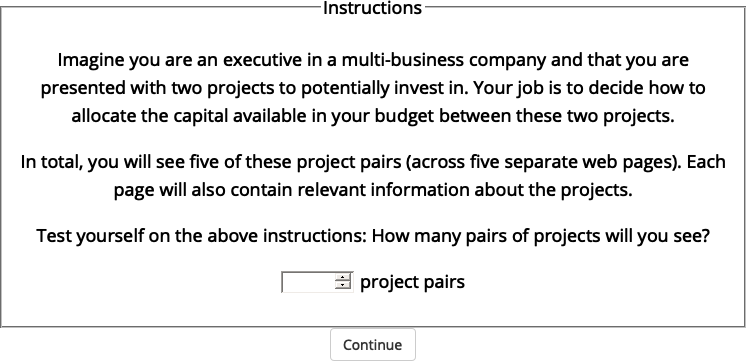 Instructions
Imagine you are an executive in a multi-business company and that you are
presented with two projects to potentially invest in. Your job is to decide how to
allocate the capital available in your budget between these two projects.
In total, you will see five of these project pairs (across five separate web pages). Each
page will also contain relevant information about the projects.
Test yourself on the above instructions: How many pairs of projects will you see?
project pairs
Continue